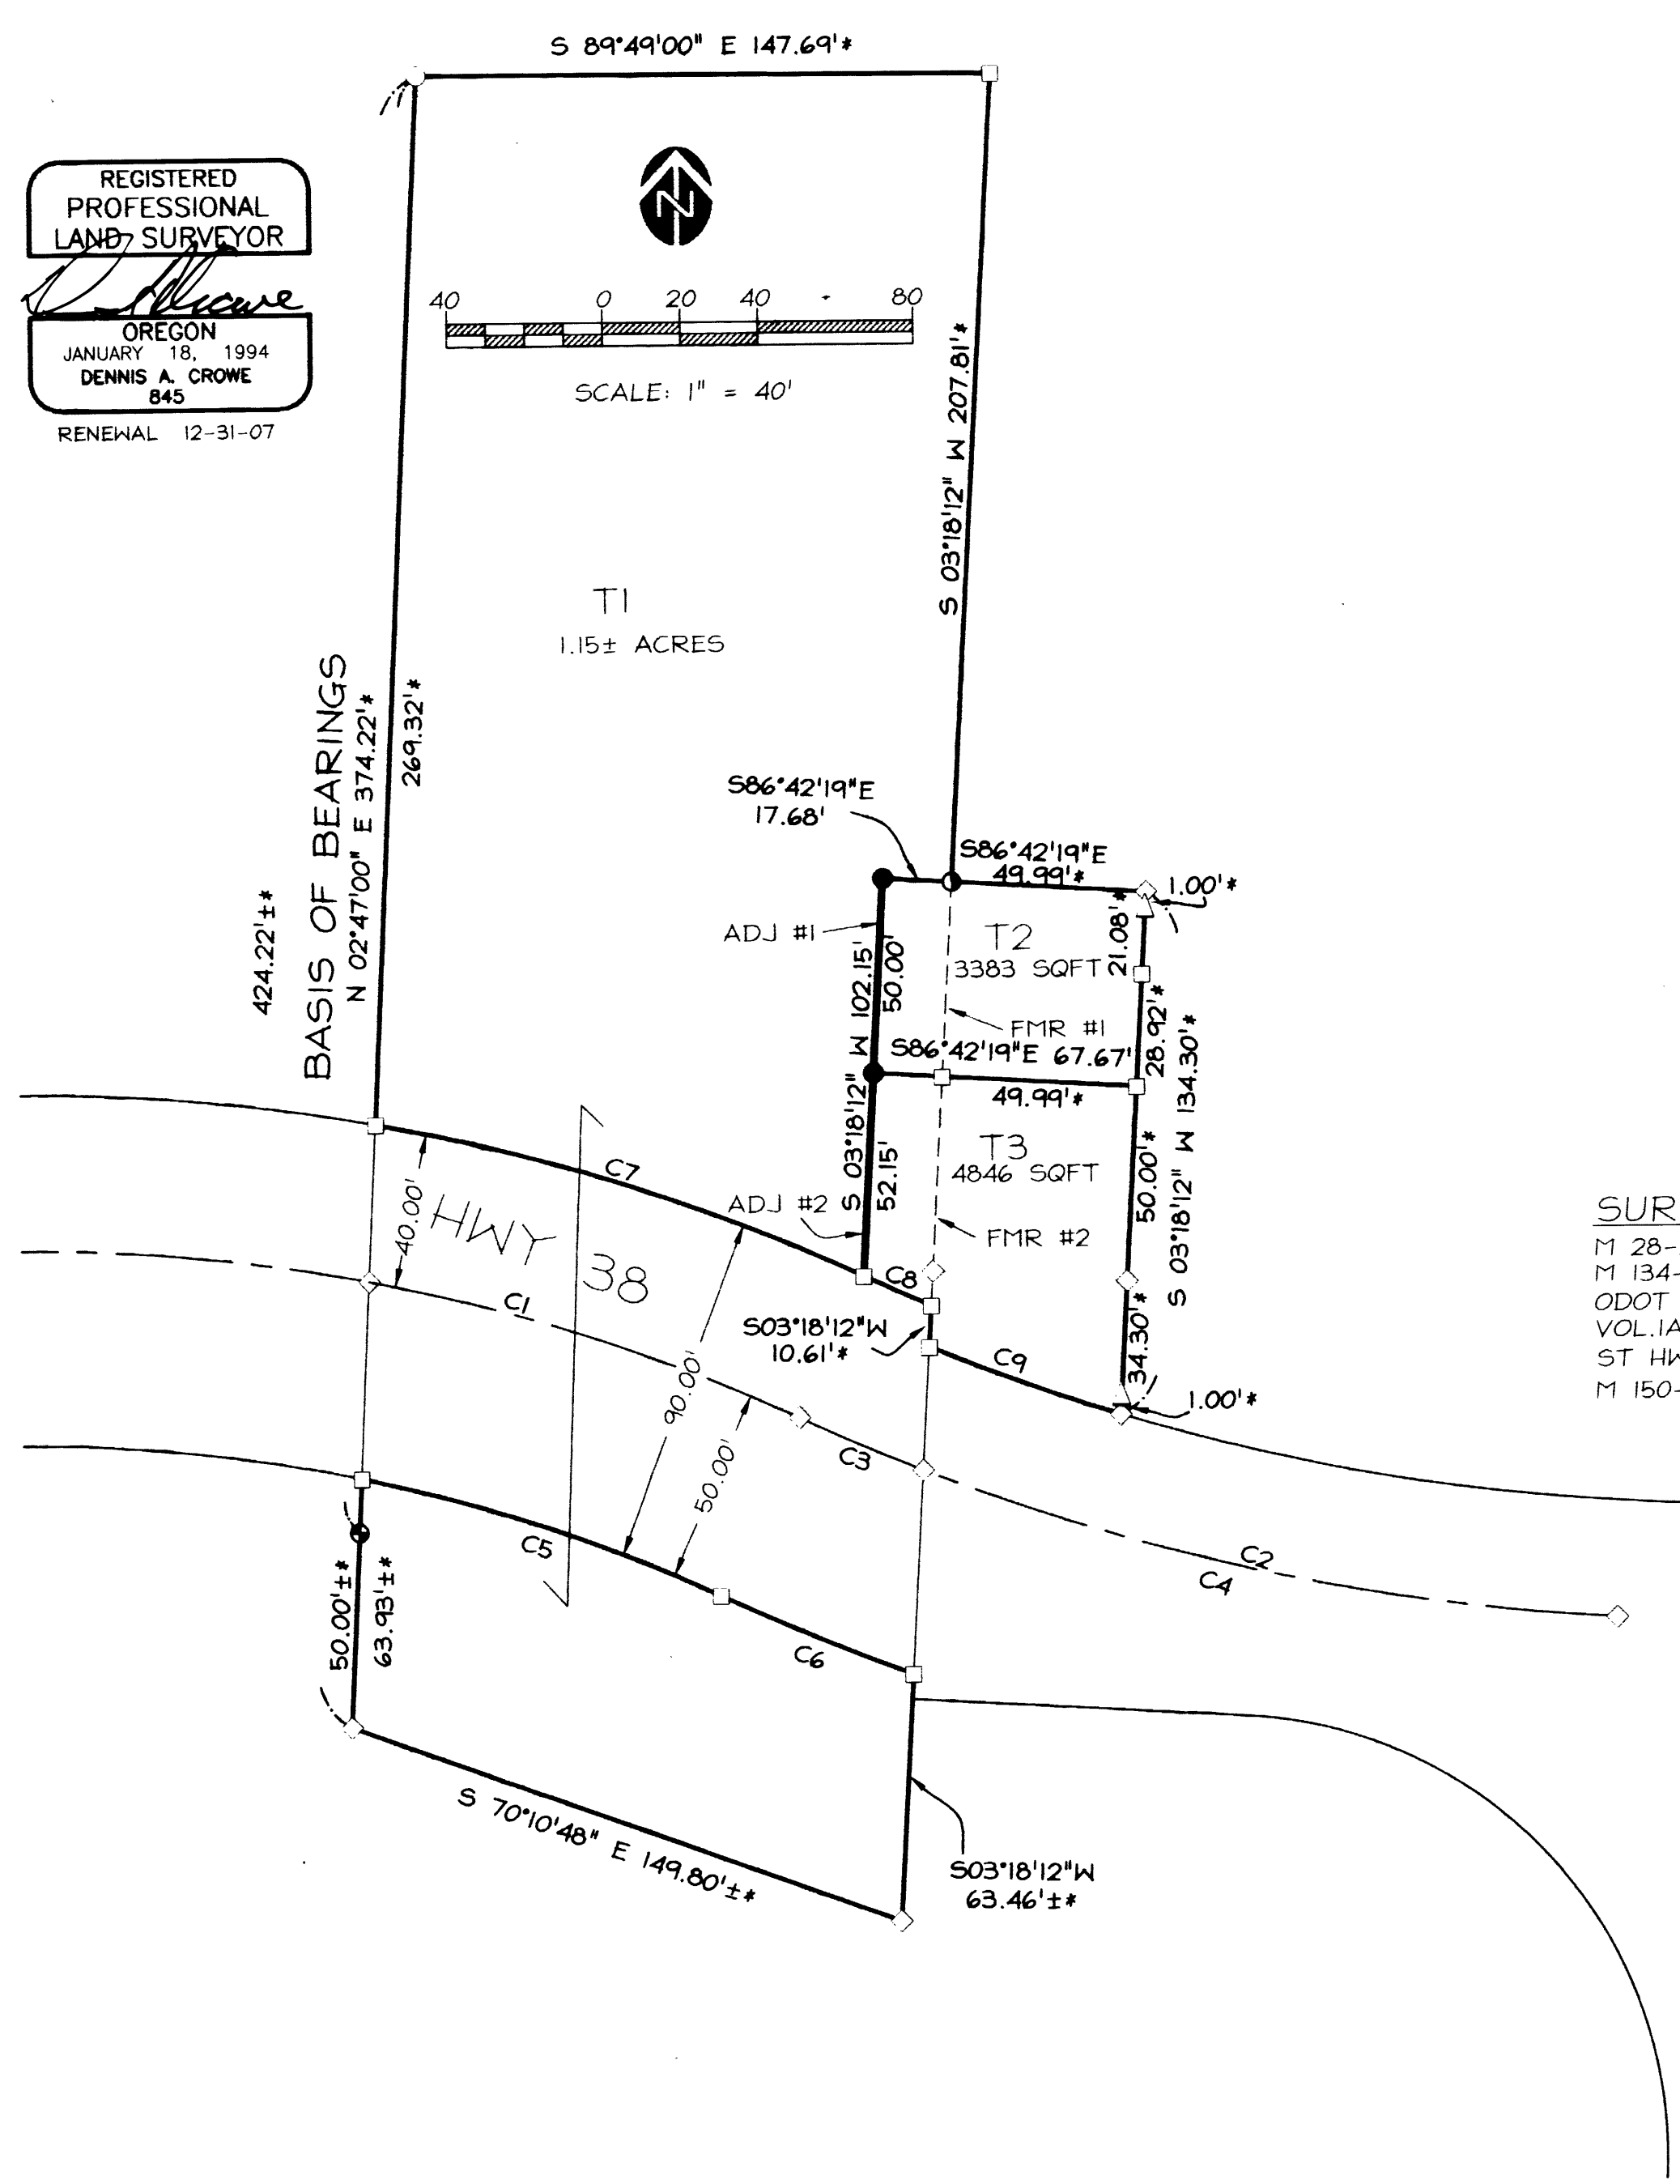 S 89°49'00" E 147.69'*
REGISTERED
PROFESSIONAL
LAND SURVEYOR
OREGON
JANUARY 18, 1994
DENNIS A. CROWE
845
RENEWAL 12-31-07
N
40 0 20 40 80
SCALE: 1" = 40'
S 03°18'12" W 207.81'*
T1
1.15± ACRES
424.22'±*
BASIS OF BEARINGS
N 02°47'00" E 374.22'*
269.32'*
S86°42'19"E
17.68'
S86°42'19"E
49.99'*
1.00'*
ADJ #1
T2
3383 SQFT
21.08'*
S 03°18'12" W 102.15'
50.00'
FMR #1
S86°42'19"E 67.67'
28.92'*
49.99'*
S 03°18'12" W 134.30'*
T3
4846 SQFT
52.15'
50.00'*
ADJ #2
FMR #2
C7
40.00'
HWY 38
C8
C1
S03°18'12"W
10.61'*
C9
34.30'*
1.00'*
90.00'
50.00'
C3
C2
C4
C5
C6
50.00'±*
63.93'±*
S 70°10'48" E 149.80'±*
S03°18'12"W
63.46'±*
SUR
M 28-
M 134-
ODOT
VOL.1A
ST HW
M 150-